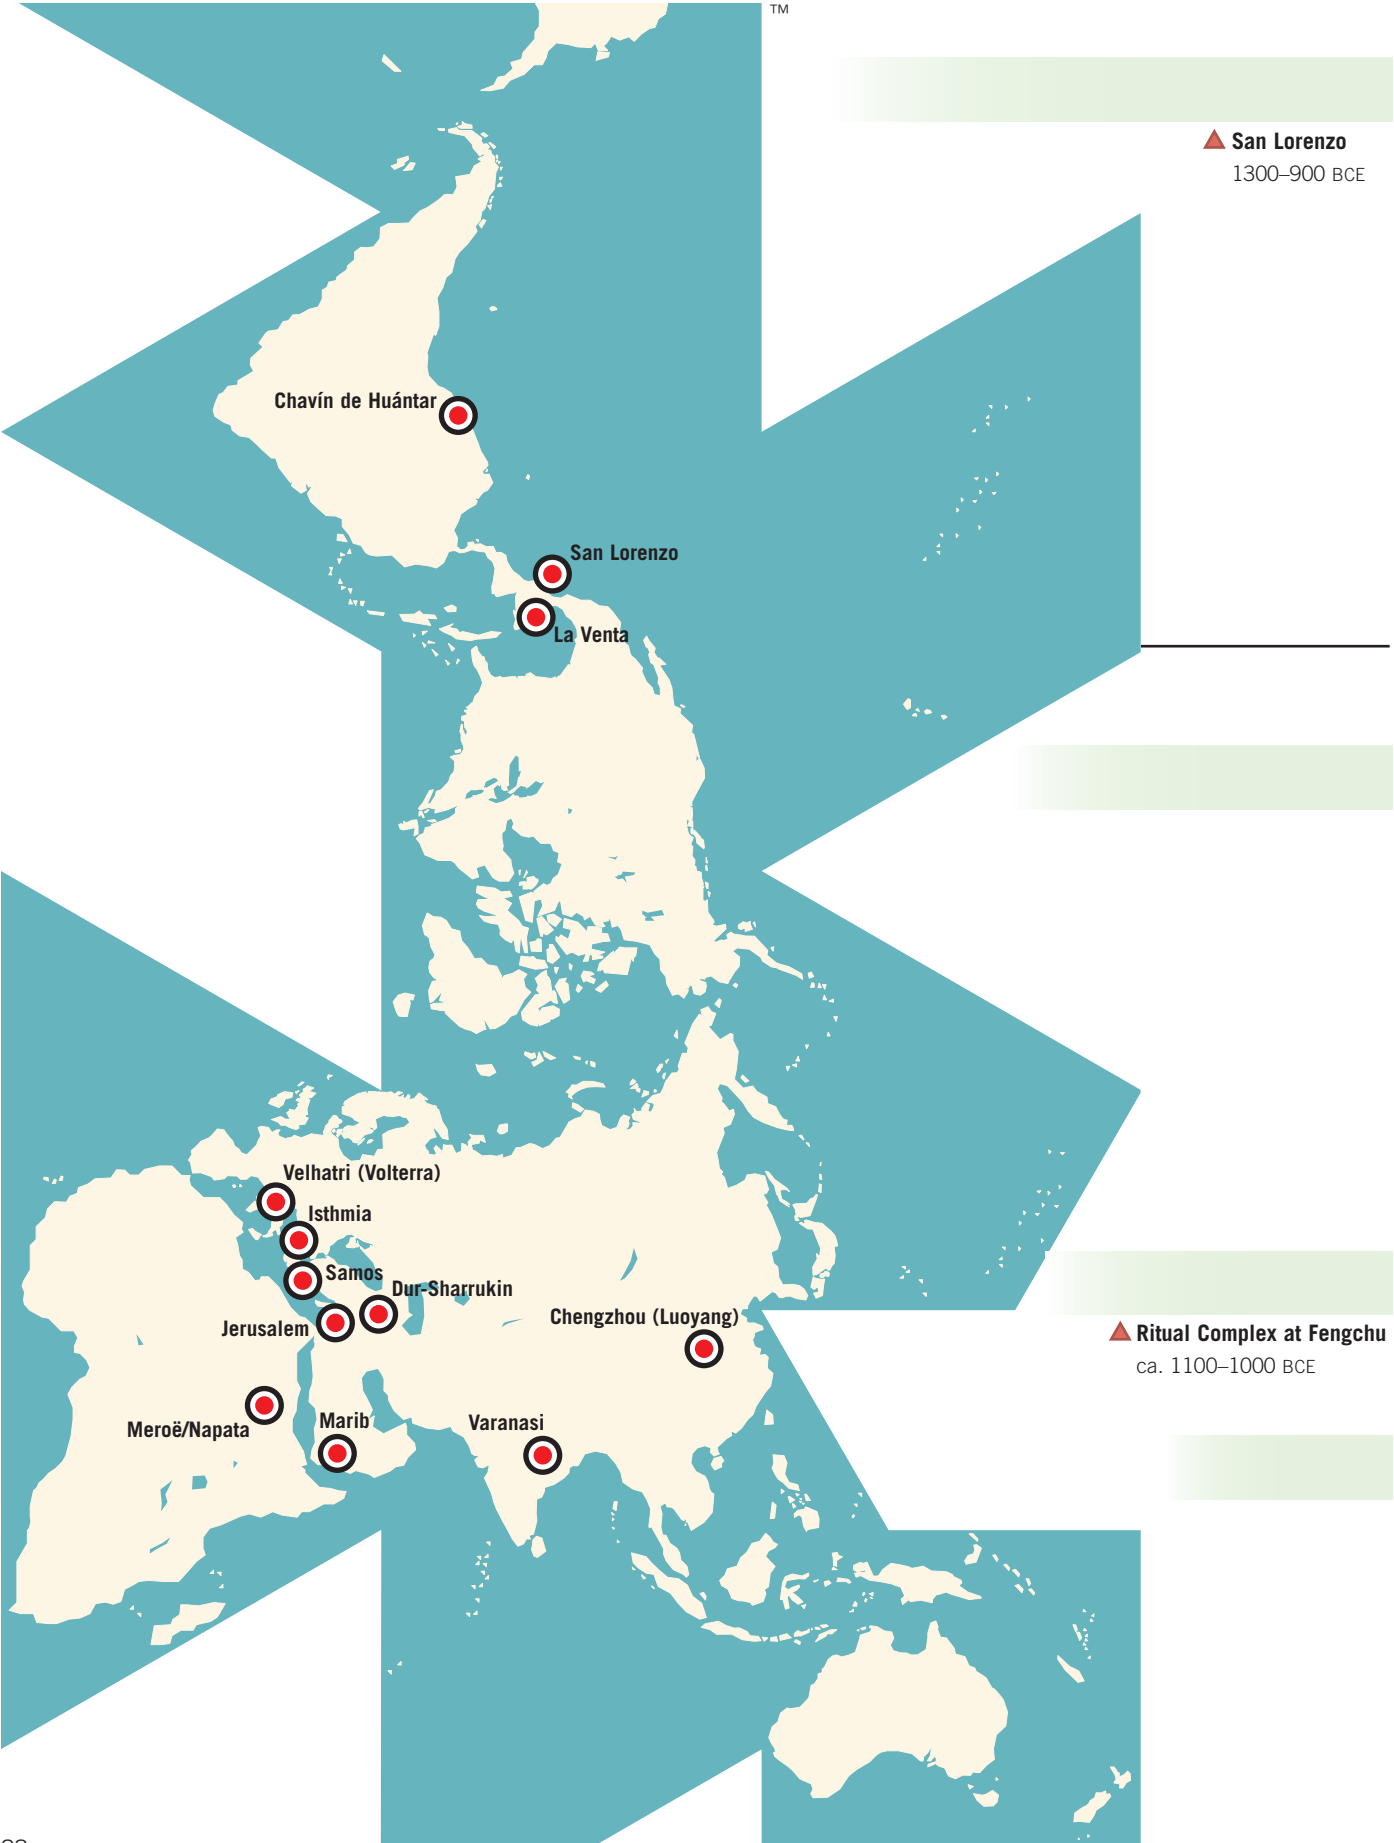 ™
San Lorenzo
1300–900 BCE
Chavín de Huántar
San Lorenzo
La Venta
Velhatri (Volterra)
Isthmia
Samos
Dur-Sharrukin
Chengzhou (Luoyang)
Jerusalem
Ritual Complex at Fengchu
ca. 1100–1000 BCE
Marib
Varanasi
Meroë/Napata